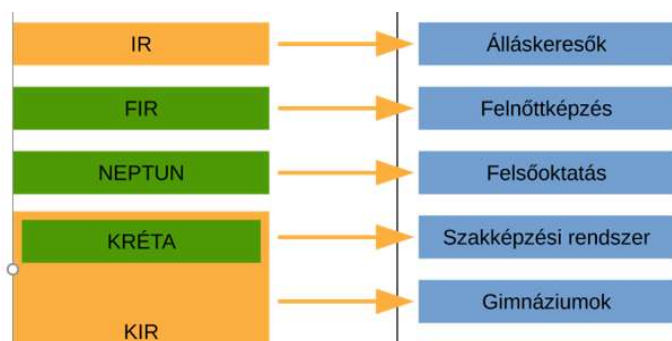 IR
Álláskeresők
FIR
Felnőttképzés
NEPTUN
Felsőoktatás
KRÉTA
Szakképzési rendszer
Gimnáziumok
KIR